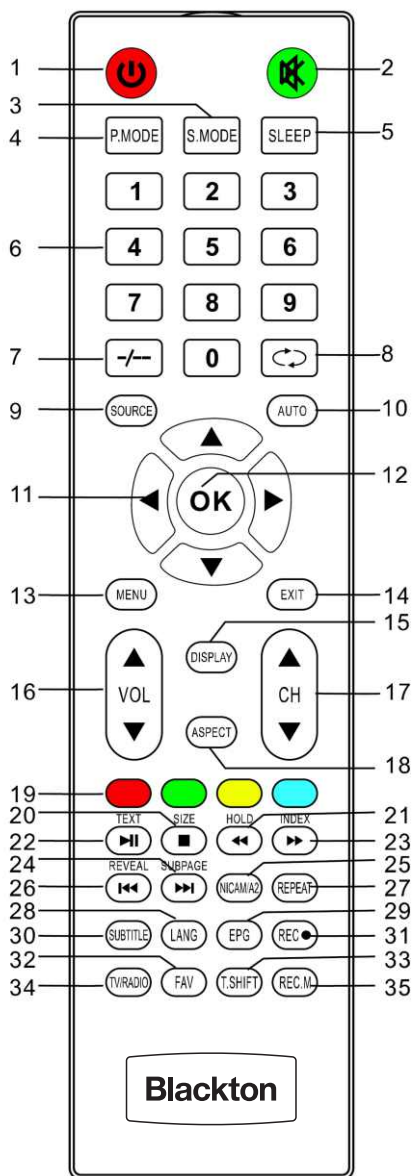 1 2
3
4 P.MODE S.MODE SLEEP 5
1 2 3
6 4 5 6
7 8 9
7 -/-- 0 8
9 SOURCE AUTO 10
11 OK 12
13 MENU EXIT 14
DISPLAY 15
16 VOL CH 17
ASPECT 18
19
TEXT SIZE HOLD INDEX
20 21
22 23
REVEAL SUBPAGE
24 25
26 NICAM/A2 REPEAT 27
28 29
30 SUBTITLE LANG EPG REC 31
32 33
34 TV/RADIO FAV T.SHIFT REC.M 35
Blackton